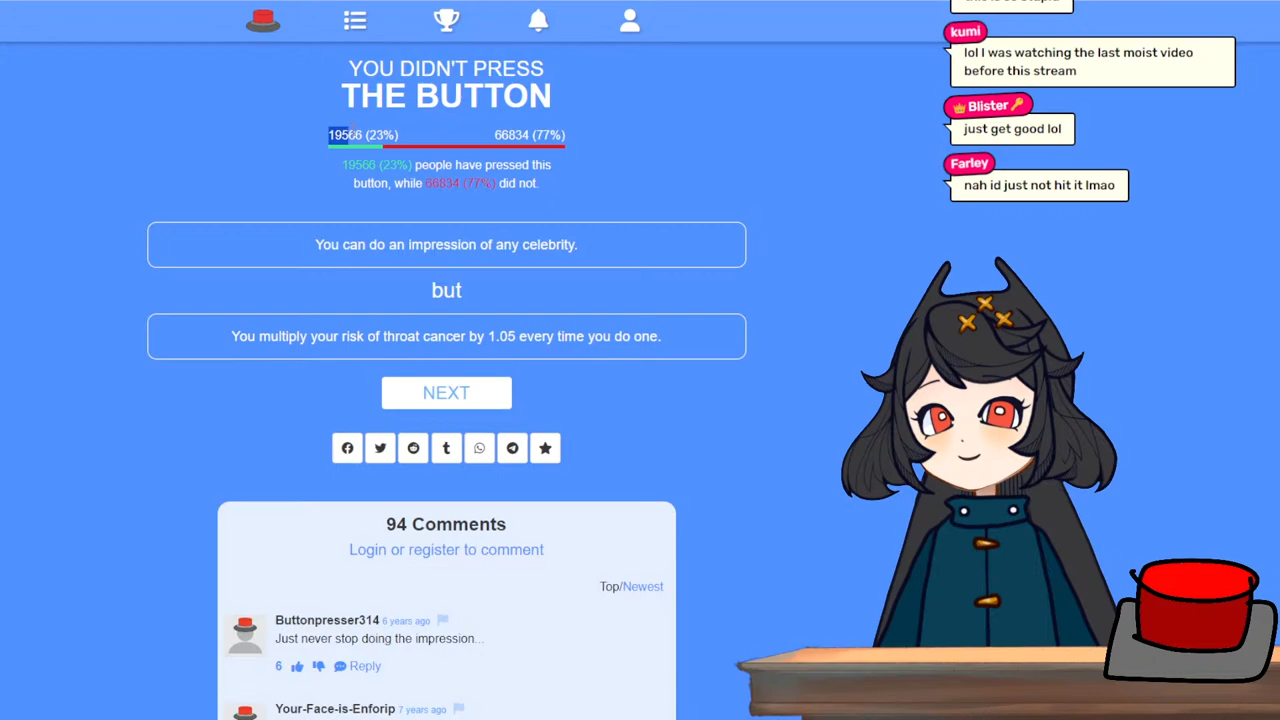 YOU DIDN'T PRESS
THE BUTTON
19566 (23%) 66834 (77%)
19566 (23%) people have pressed this
button, while 66834 (77%) did not.
You can do an impression of any celebrity.
but
You multiply your risk of throat cancer by 1.05 every time you do one.
NEXT
94 Comments
Login or register to comment
Top/Newest
Buttonpresser314 6 years ago
Just never stop doing the impression...
6 Reply
Your-Face-is-Enforip 7 years ago
kumi
lol I was watching the last moist video
before this stream
Blister
just get good lol
Farley
nah id just not hit it lmao